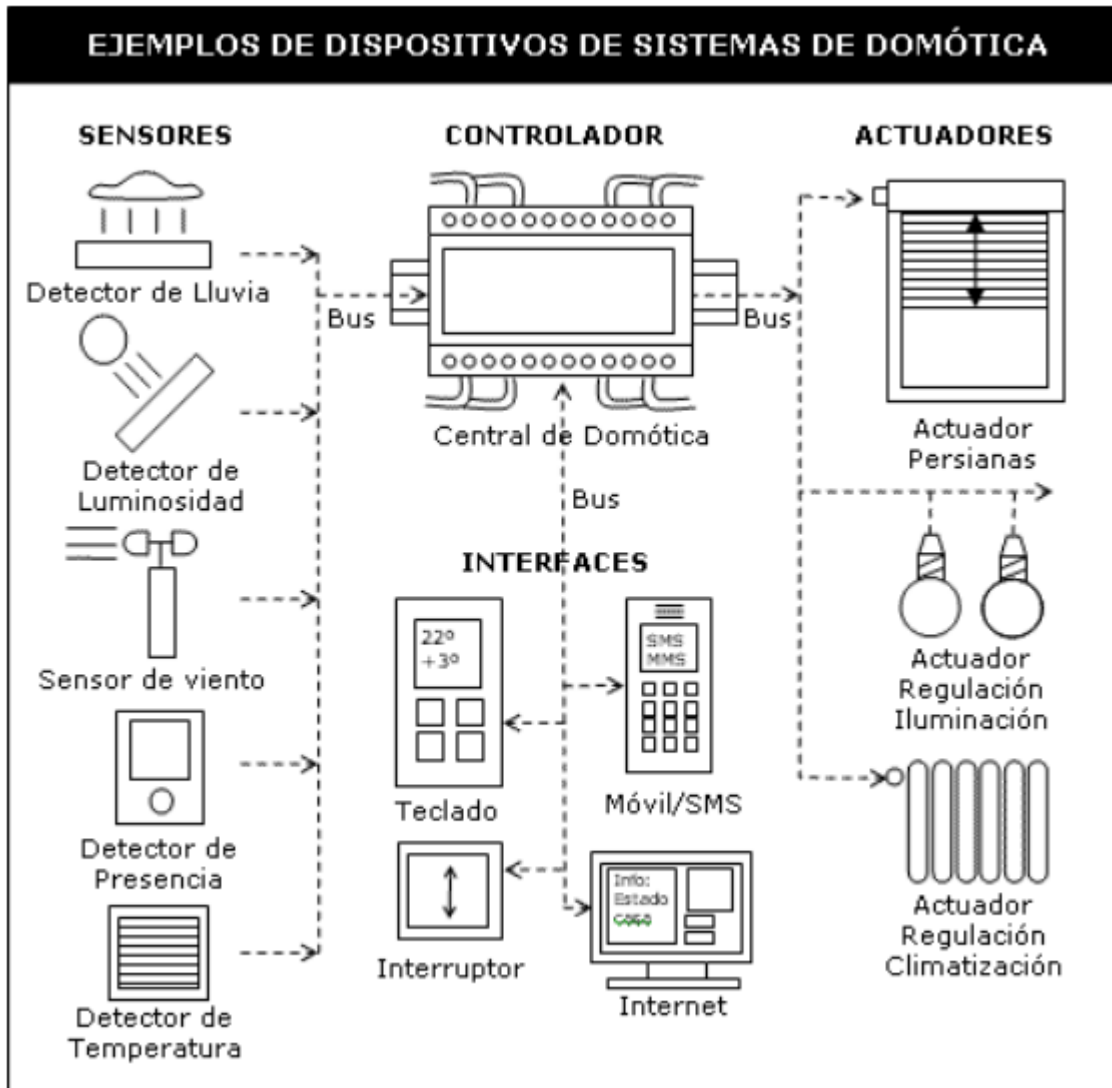 EJEMPLOS DE DISPOSITIVOS DE SISTEMAS DE DOMÓTICA
SENSORES
Detector de Lluvia
Detector de
Luminosidad
Sensor de viento
Detector de
Presencia
Detector de
Temperatura
Bus
CONTROLADOR
Central de Domótica
Bus
Bus
INTERFACES
22º
+3º
Teclado
SMS
MMS
Móvil/SMS
Interruptor
Info:
Estado
casa
Internet
ACTUADORES
Actuador
Persianas
Actuador
Regulación
Iluminación
Actuador
Regulación
Climatización